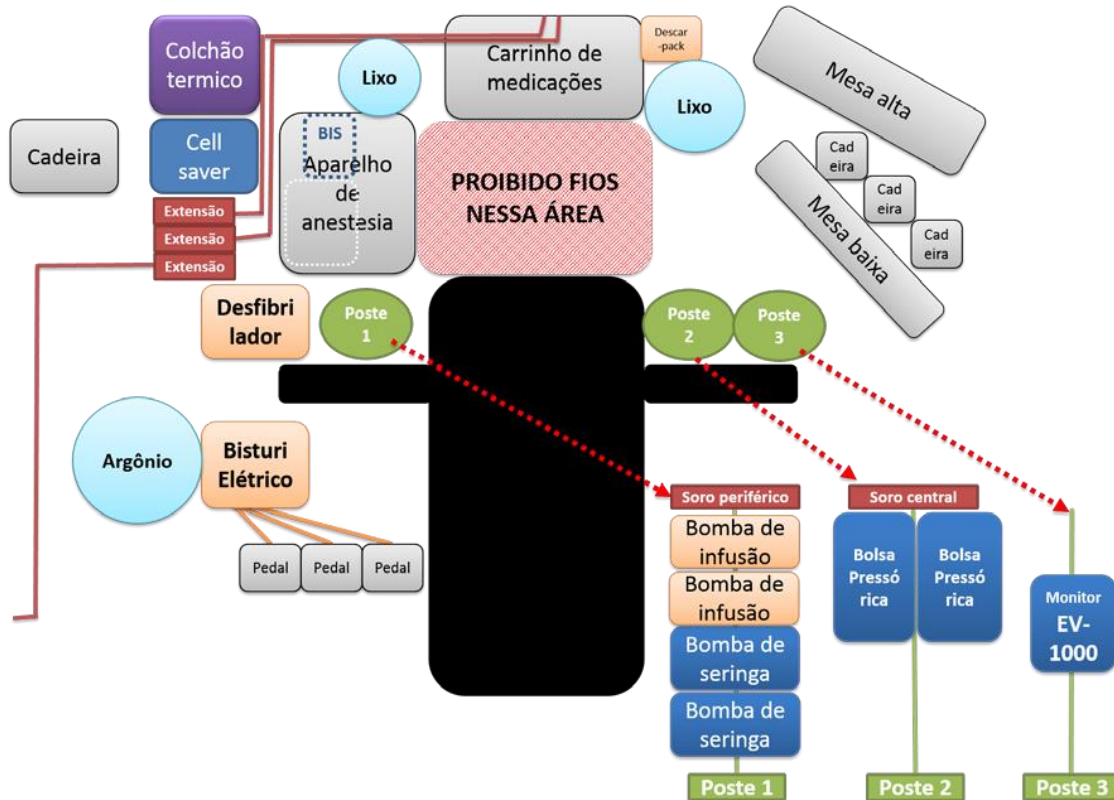 Colchão
termico
Lixo
Carrinho de
medicações
Descar
-pack
Lixo
Mesa alta
Cadeira
Cell
saver
BIS
Aparelho
de
anestesia
PROIBIDO FIOS
NESSA ÁREA
Cad
eira
Cad
eira
Cad
eira
Mesa baixa
Extensão
Extensão
Extensão
Desfibri
lador
Poste
1
Poste
2
Poste
3
Argônio
Bisturi
Elétrico
Pedal
Pedal
Pedal
Soro periférico
Bomba de
infusão
Bomba de
infusão
Bomba de
seringa
Bomba de
seringa
Poste 1
Soro central
Bolsa
Pressó
rica
Bolsa
Pressó
rica
Poste 2
Monitor
EV-
1000
Poste 3